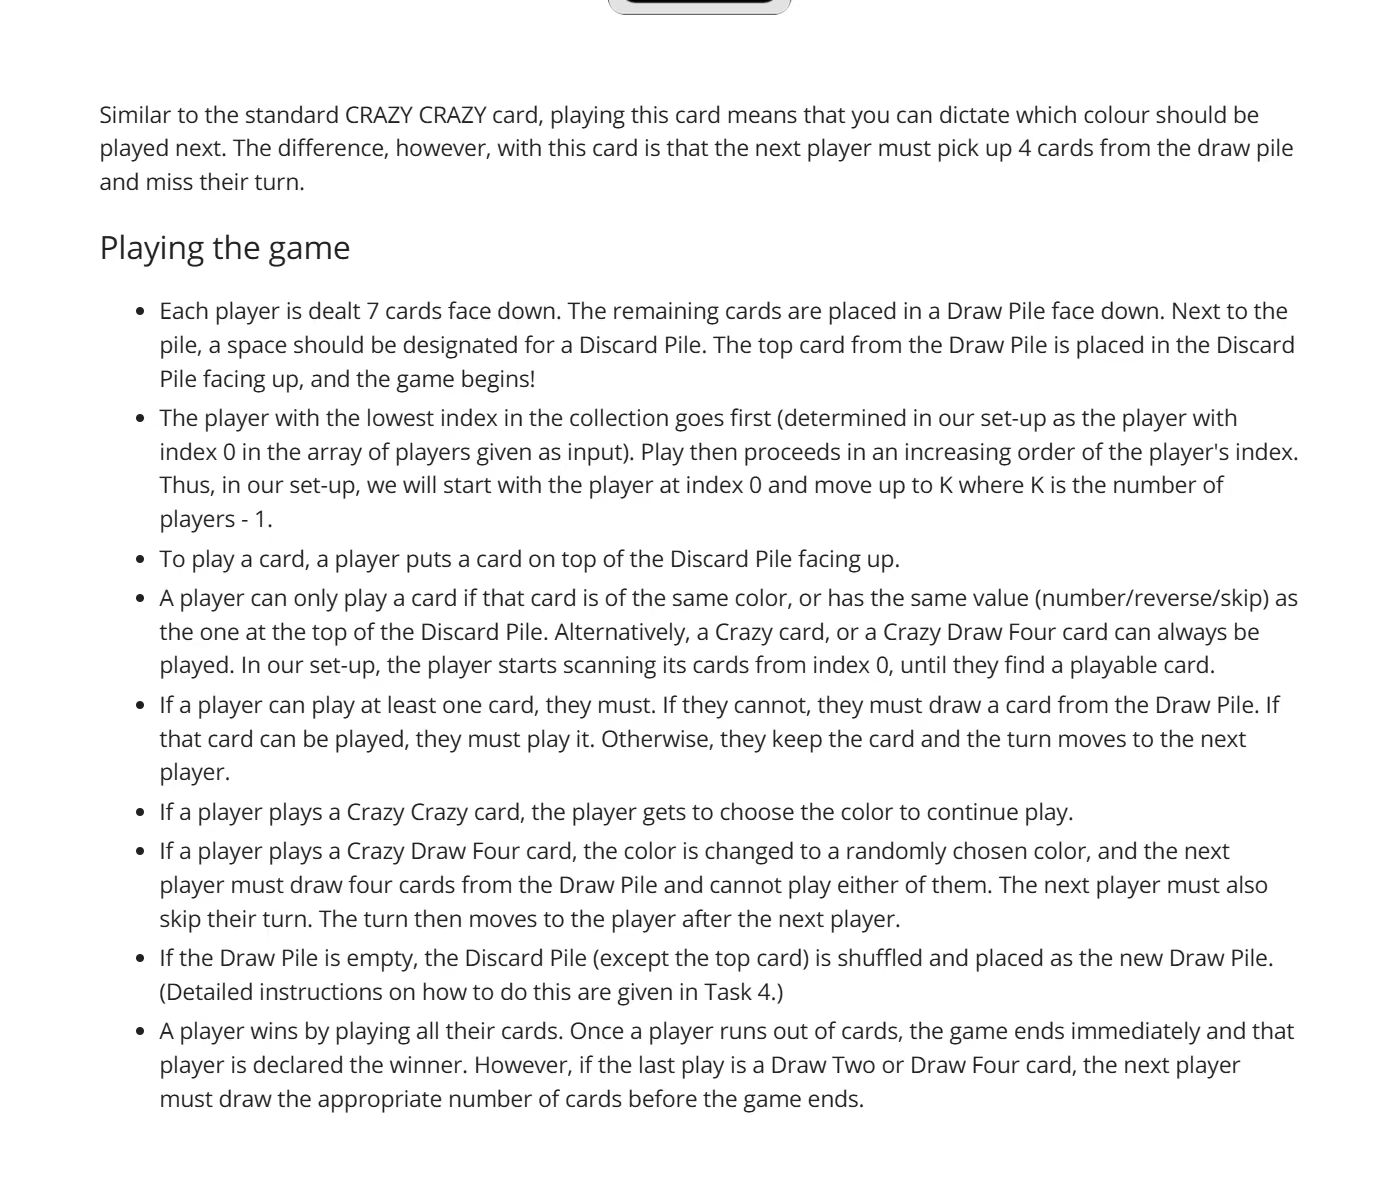 Similar to the standard CRAZY CRAZY card, playing this card means that you can dictate which colour should be
played next. The difference, however, with this card is that the next player must pick up 4 cards from the draw pile
and miss their turn.
Playing the game
• Each player is dealt 7 cards face down. The remaining cards are placed in a Draw Pile face down. Next to the
pile, a space should be designated for a Discard Pile. The top card from the Draw Pile is placed in the Discard
Pile facing up, and the game begins!
• The player with the lowest index in the collection goes first (determined in our set-up as the player with
index 0 in the array of players given as input). Play then proceeds in an increasing order of the player's index.
Thus, in our set-up, we will start with the player at index 0 and move up to K where K is the number of
players - 1.
• To play a card, a player puts a card on top of the Discard Pile facing up.
• A player can only play a card if that card is of the same color, or has the same value (number/reverse/skip) as
the one at the top of the Discard Pile. Alternatively, a Crazy card, or a Crazy Draw Four card can always be
played. In our set-up, the player starts scanning its cards from index 0, until they find a playable card.
• If a player can play at least one card, they must. If they cannot, they must draw a card from the Draw Pile. If
that card can be played, they must play it. Otherwise, they keep the card and the turn moves to the next
player.
• If a player plays a Crazy Crazy card, the player gets to choose the color to continue play.
• If a player plays a Crazy Draw Four card, the color is changed to a randomly chosen color, and the next
player must draw four cards from the Draw Pile and cannot play either of them. The next player must also
skip their turn. The turn then moves to the player after the next player.
• If the Draw Pile is empty, the Discard Pile (except the top card) is shuffled and placed as the new Draw Pile.
(Detailed instructions on how to do this are given in Task 4.)
• A player wins by playing all their cards. Once a player runs out of cards, the game ends immediately and that
player is declared the winner. However, if the last play is a Draw Two or Draw Four card, the next player
must draw the appropriate number of cards before the game ends.